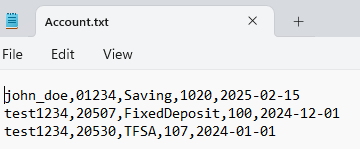 Account.txt
File Edit View
john_doe,01234,Saving,1020,2025-02-15
test1234,20507,FixedDeposit,100,2024-12-01
test1234,20530,TFSA,107,2024-01-01